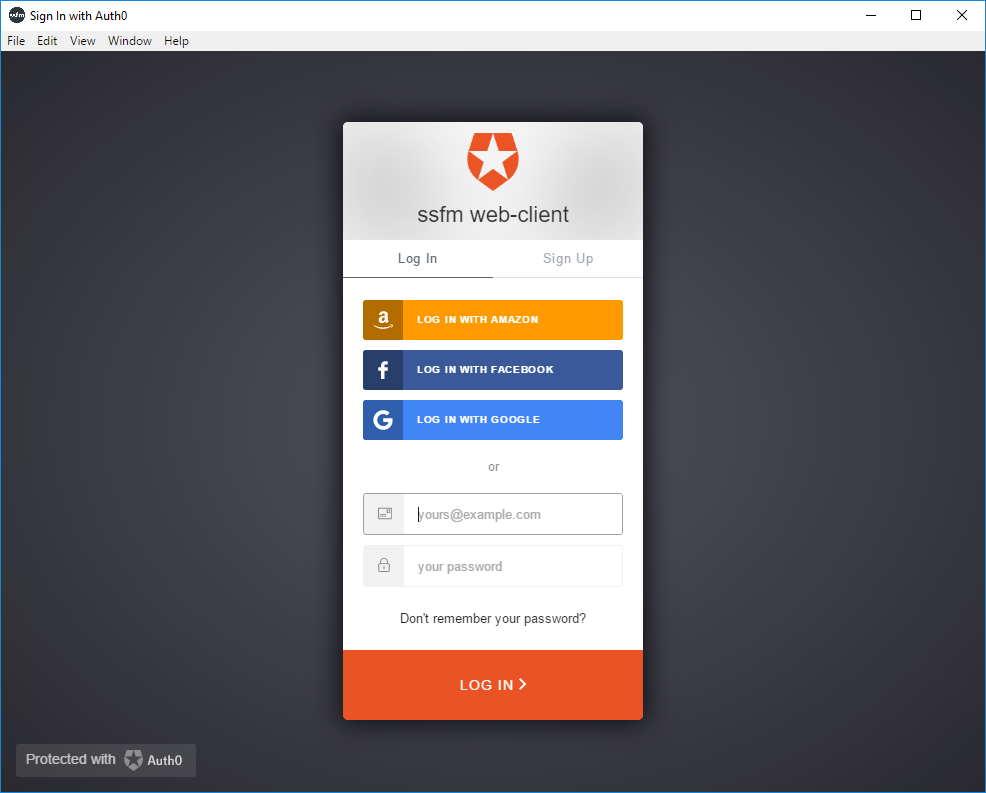 ssfm Sign In with Auth0
File Edit View Window Help
ssfm web-client
Log In Sign Up
a LOG IN WITH AMAZON
f LOG IN WITH FACEBOOK
G LOG IN WITH GOOGLE
or
yours@example.com
your password
Don't remember your password?
LOG IN
Protected with Auth0